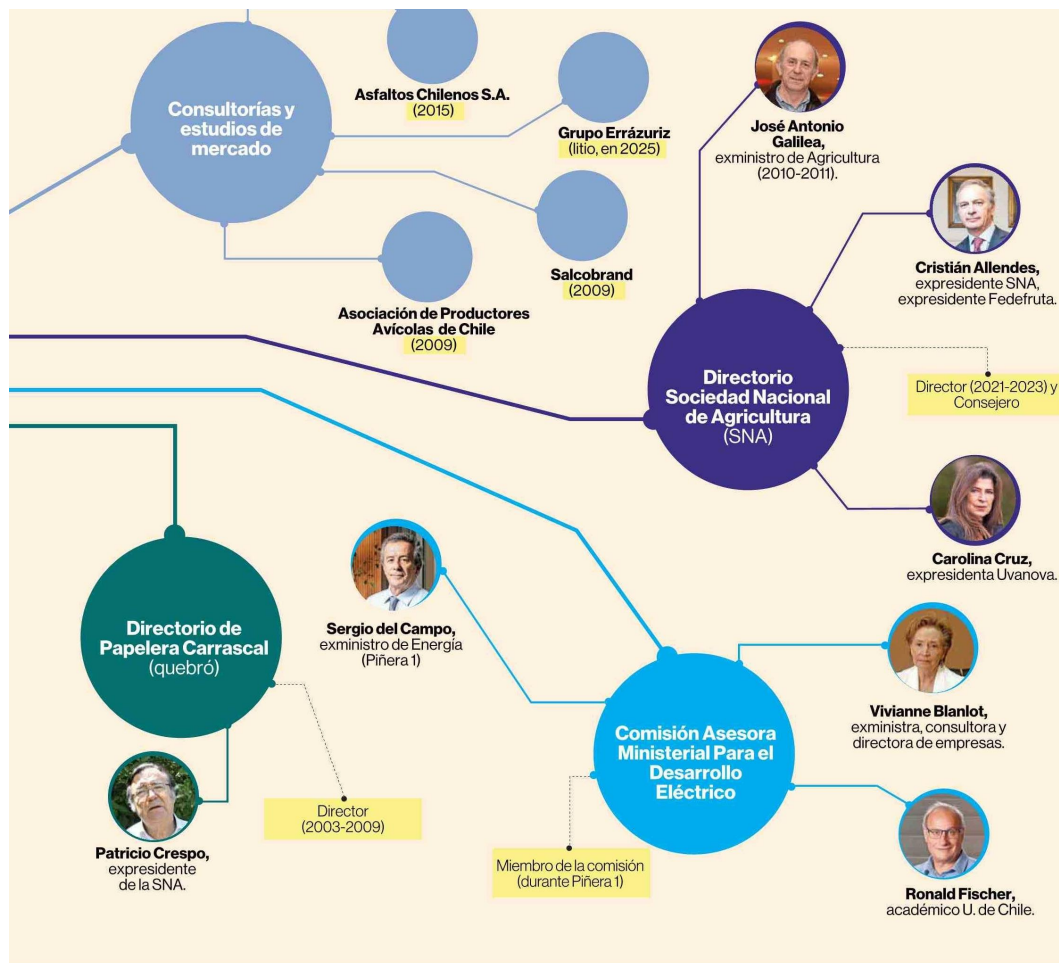 Consultorías y
estudios de
mercado
Asfaltos Chilenos S.A.
(2015)
Grupo Errázuriz
(litio, en 2025)
Salcobrand
(2009)
Asociación de Productores
Avícolas de Chile
(2009)
José Antonio
Galilea,
exministro de Agricultura
(2010-2011).
Cristián Allendes,
expresidente SNA,
expresidente Fedefruta.
Directorio
Sociedad Nacional
de Agricultura
(SNA)
Director (2021-2023) y
Consejero
Carolina Cruz,
expresidenta Uvanova.
Directorio de
Papelera Carrascal
(quebró)
Patricio Crespo,
expresidente
de la SNA.
Director
(2003-2009)
Sergio del Campo,
exministro de Energía
(Piñera 1)
Comisión Asesora
Ministerial Para el
Desarrollo
Eléctrico
Miembro de la comisión
(durante Piñera 1)
Vivianne Blanlot,
exministra, consultora y
directora de empresas.
Ronald Fischer,
académico U. de Chile.